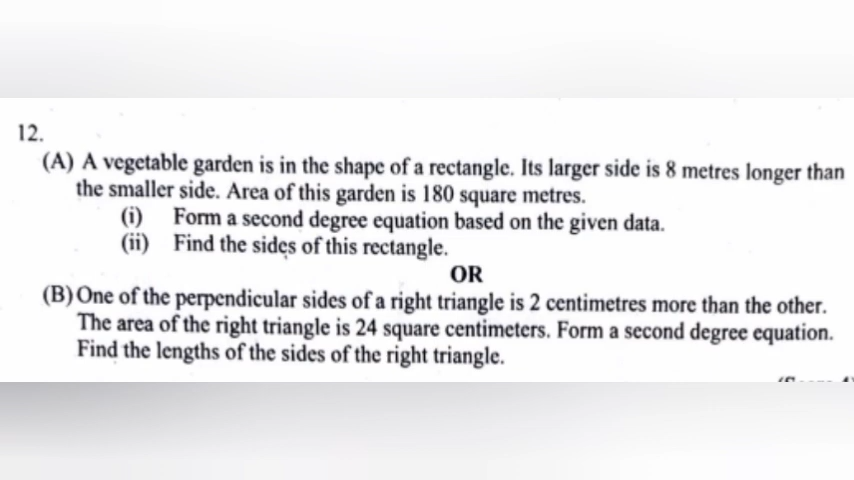 12.
(A) A vegetable garden is in the shape of a rectangle. Its larger side is 8 metres longer than
the smaller side. Area of this garden is 180 square metres.
(i) Form a second degree equation based on the given data.
(ii) Find the sides of this rectangle.
OR
(B) One of the perpendicular sides of a right triangle is 2 centimetres more than the other.
The area of the right triangle is 24 square centimeters. Form a second degree equation.
Find the lengths of the sides of the right triangle.